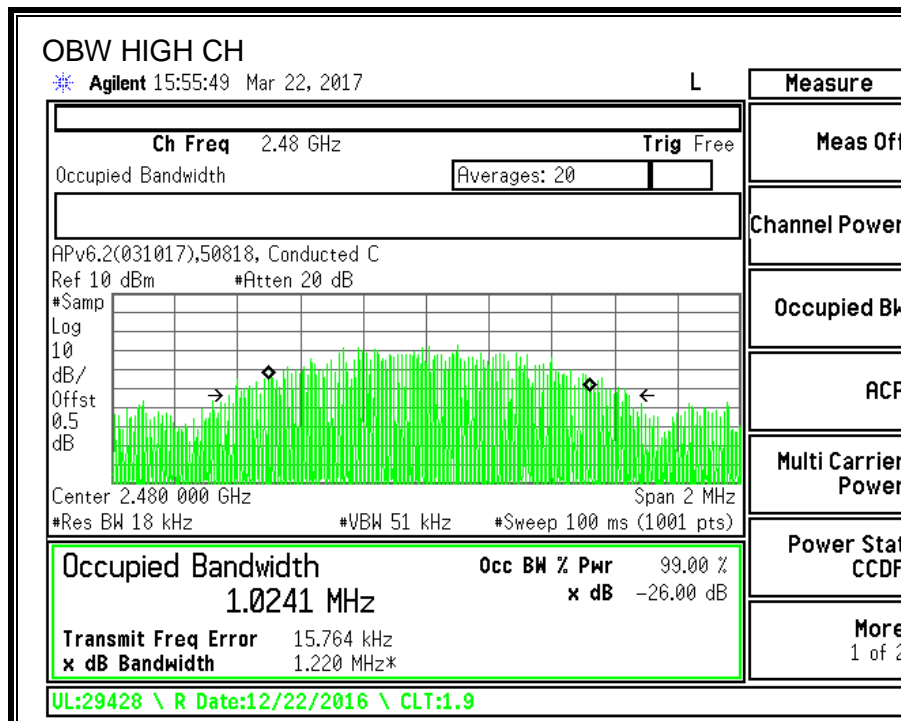 OBW HIGH CH
Agilent 15:55:49 Mar 22, 2017 L
Measure
Ch Freq 2.48 GHz Trig Free
Occupied Bandwidth Averages: 20
APv6.2(031017),50818, Conducted C
Ref 10 dBm #Atten 20 dB
#Samp
Log
10
dB/
Offst
0.5
dB
Center 2.480 000 GHz Span 2 MHz
#Res BW 18 kHz #VBW 51 kHz #Sweep 100 ms (1001 pts)
Occupied Bandwidth
1.0241 MHz
Occ BW % Pwr 99.00 %
x dB -26.00 dB
Transmit Freq Error 15.764 kHz
x dB Bandwidth 1.220 MHz*
UL:29428 \ R Date:12/22/2016 \ CLT:1.9
Meas Off
Channel Power
Occupied BW
ACP
Multi Carrier
Power
Power Stat
CCDF
More
1 of 2